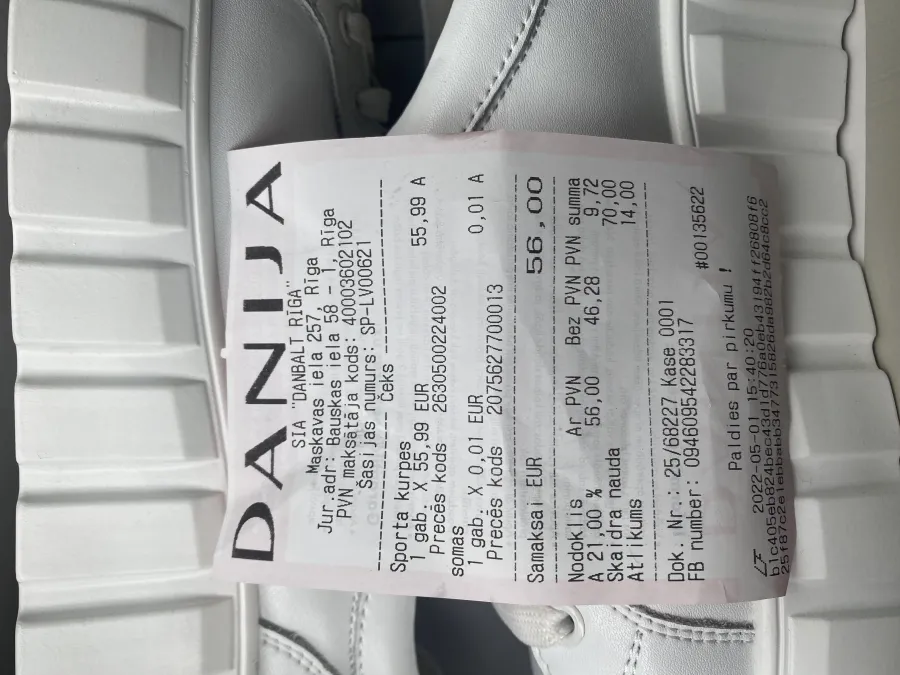 DANIJA
SIA "DANBALT RĪGA"
Maskavas iela 257, Rīga
Jur.adr: Bauskas iela 58 - 1, Rīga
PVN maksātāja kods: 40003602102
Šasijas numurs: SP-LV00621
Čeks
Sporta kurpes
1 gab. X 55,99 EUR 55,99 A
Preces kods 2630500224002
somas
1 gab. X 0,01 EUR 0,01 A
Preces kods 2075627700013
Samaksai EUR 56,00
Nodoklis Ar PVN Bez PVN PVN summa
A 21,00 % 56,00 46,28 9,72
Skaidra nauda 70,00
Atlikums 14,00
Dok. Nr.: 25/68227 Kase 0001
FB number: 0946095422833117 #00135622
Paldies par pirkumu !
LF 2022-05-01 15:40:20